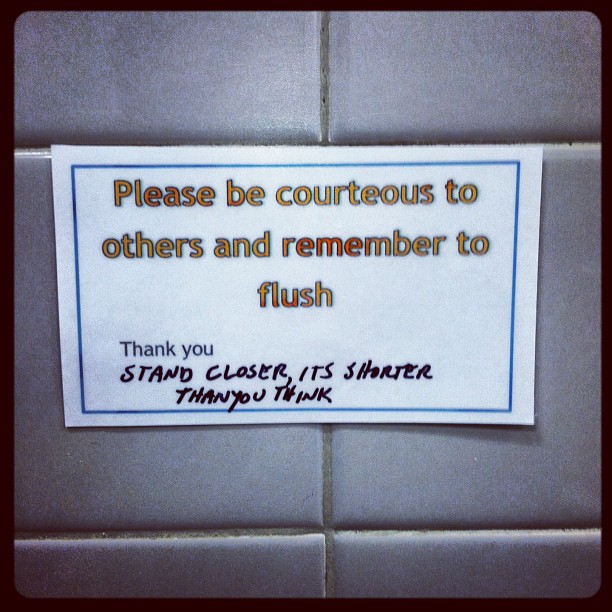 Please be courteous to
others and remember to
flush
Thank you
STAND CLOSER, ITS SHORTER
THANYOU THINK